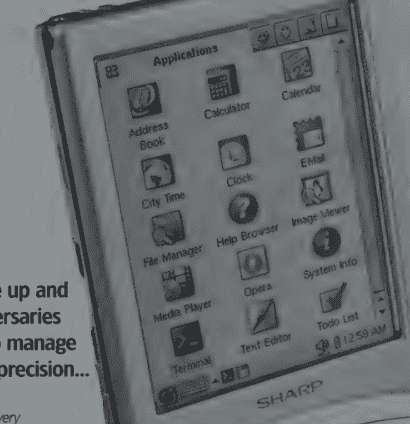 Applications
Address
Book
Calculator
Calendar
City Time
Clock
EMail
File Manager
Help Browser
Image Viewer
Media Player
Opera
System Info
Terminal
Text Editor
Todo List
12:59 AM
SHARP
e up and
ersaries
o manage
precision...
very